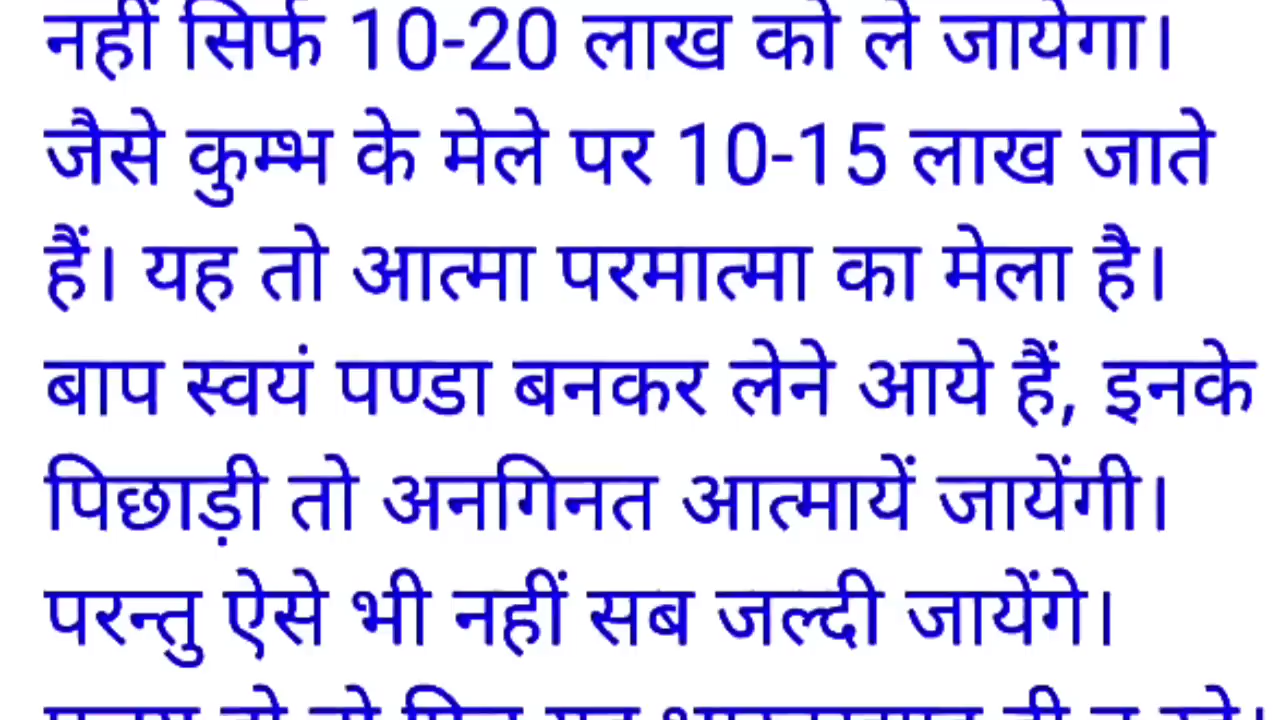 नहीं सिर्फ 10-20 लाख को ले जायेगा।
जैसे कुम्भ के मेले पर 10-15 लाख जाते
हैं। यह तो आत्मा परमात्मा का मेला है।
बाप स्वयं पण्डा बनकर लेने आये हैं, इनके
पिछाड़ी तो अनगिनत आत्मायें जायेंगी।
परन्तु ऐसे भी नहीं सब जल्दी जायेंगे।